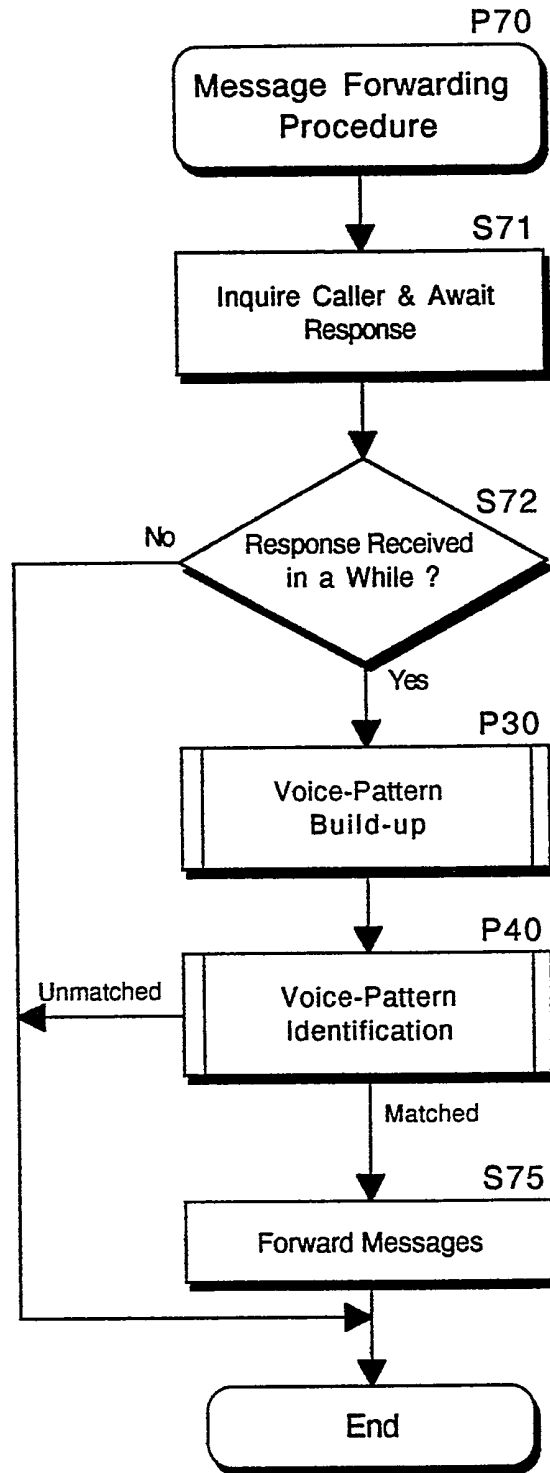 P70
Message Forwarding
Procedure
S71
Inquire Caller & Await
Response
S72
No
Response Received
in a While ?
Yes
P30
Voice-Pattern
Build-up
P40
Unmatched
Voice-Pattern
Identification
Matched
S75
Forward Messages
End